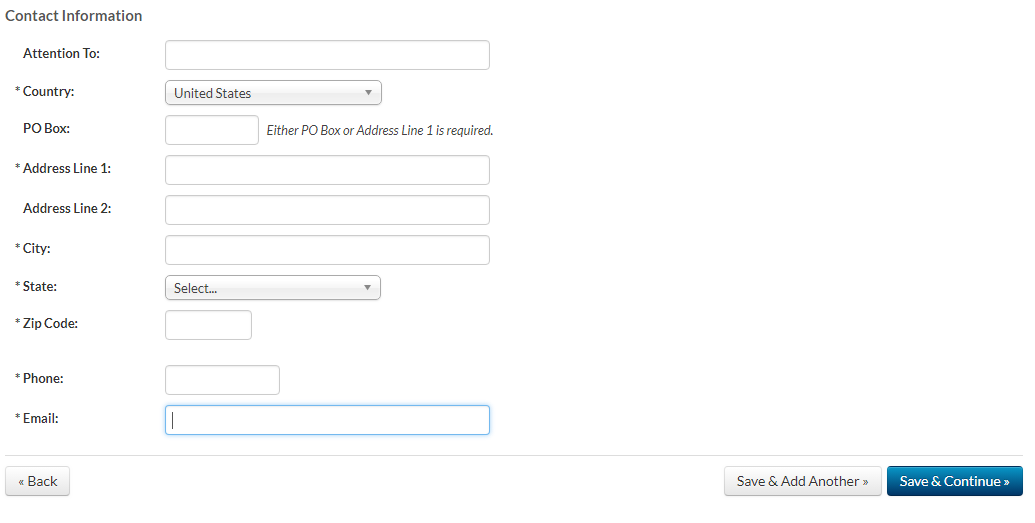 Contact Information
Attention To:
* Country: United States
PO Box: Either PO Box or Address Line 1 is required.
* Address Line 1:
Address Line 2:
* City:
* State: Select...
* Zip Code:
* Phone:
* Email:
« Back Save & Add Another » Save & Continue »